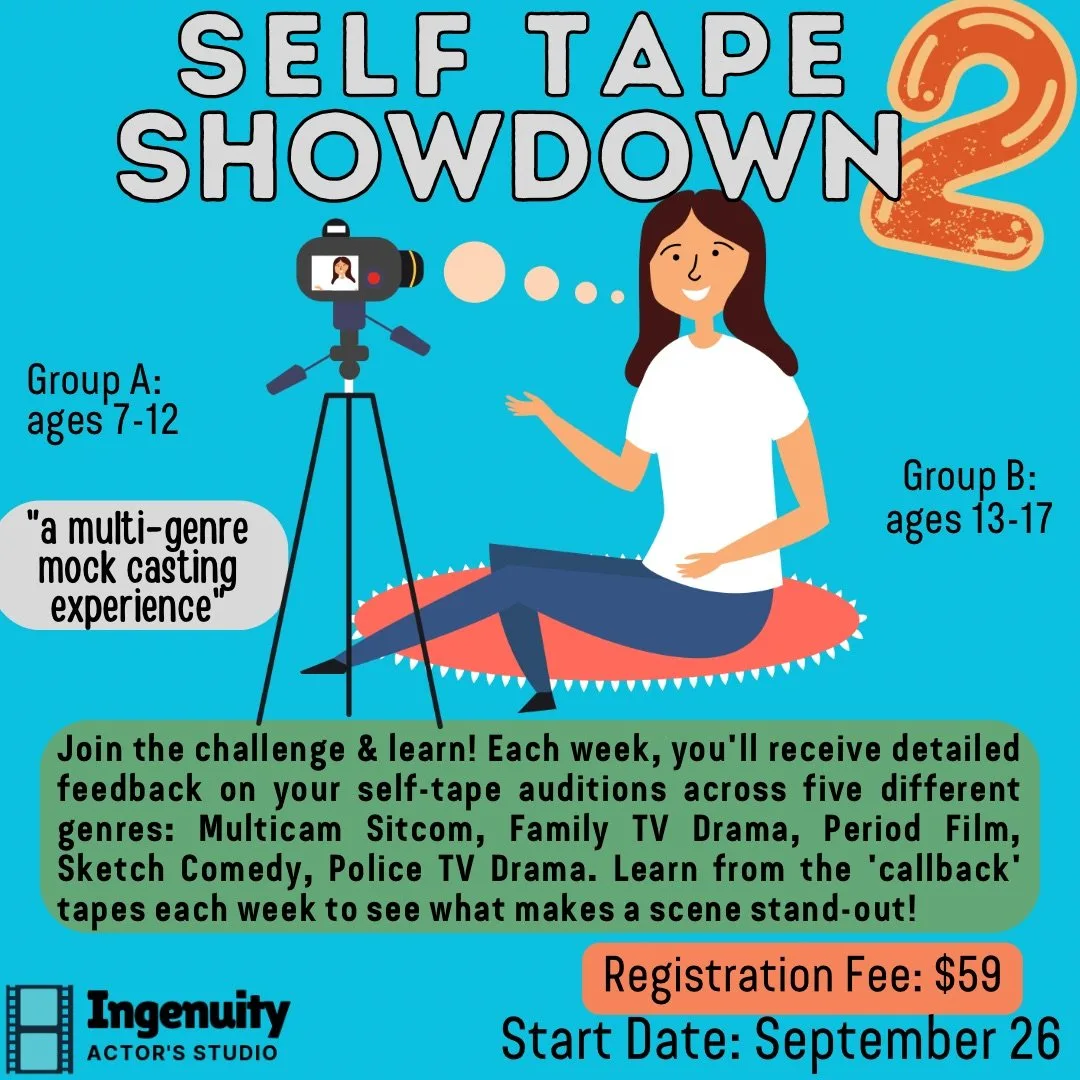 SELF TAPE
SHOWDOWN
2
Group A:
ages 7-12
Group B:
ages 13-17
"a multi-genre
mock casting
experience"
Join the challenge & learn! Each week, you'll receive detailed
feedback on your self-tape auditions across five different
genres: Multicam Sitcom, Family TV Drama, Period Film,
Sketch Comedy, Police TV Drama. Learn from the 'callback'
tapes each week to see what makes a scene stand-out!
Registration Fee: $59
Start Date: September 26
Ingenuity
ACTOR'S STUDIO